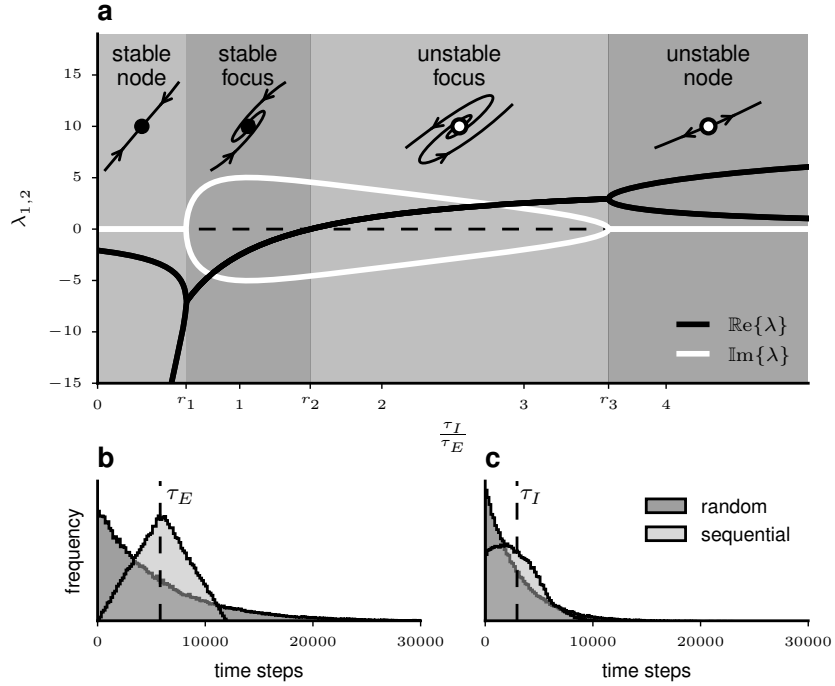 a
stable node
stable focus
unstable focus
unstable node
15
10
5
0
−5
−10
−15
λ1,2
ℝe{λ}
𝕀m{λ}
0 r1 1 r2 2 3 r3 4
τI
τE
b
τE
frequency
0 10000 20000 30000
time steps
c
τI
random
sequential
0 10000 20000 30000
time steps